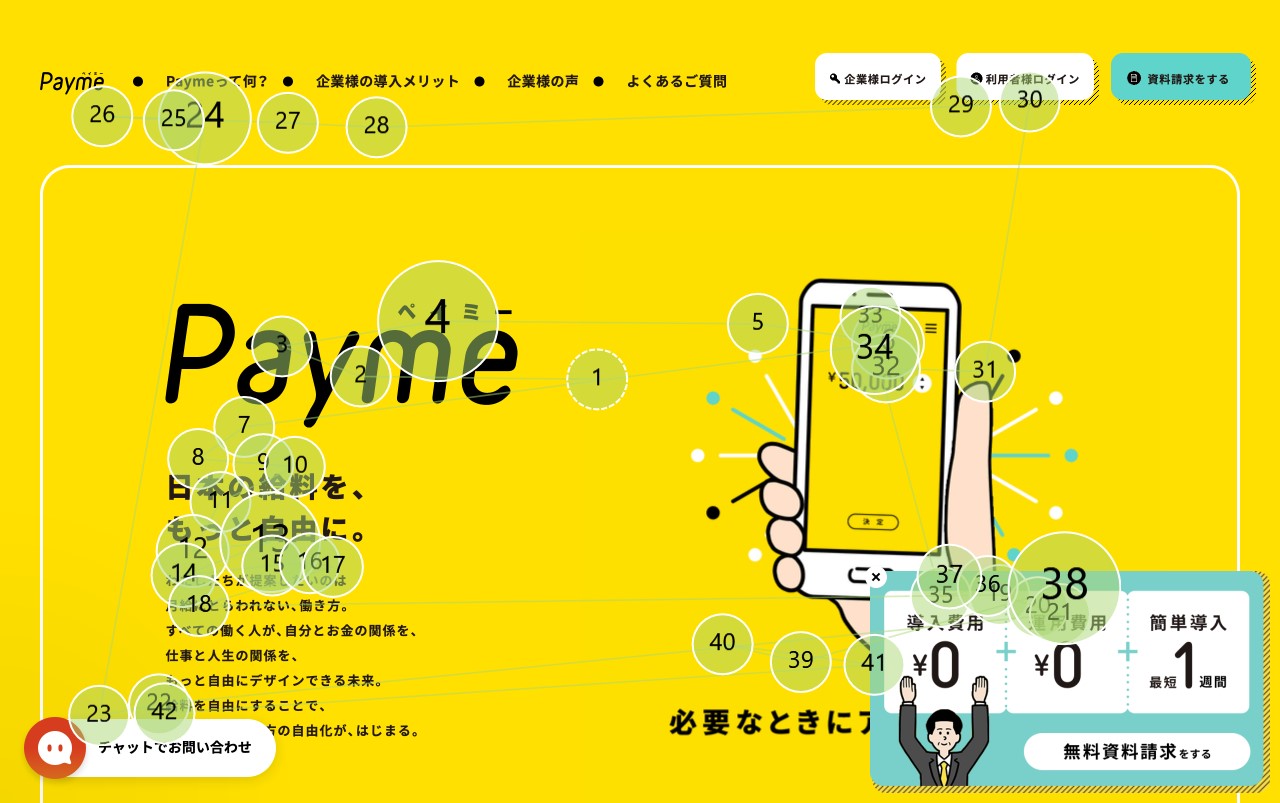 Payme
Paymeって何？
企業様の導入メリット
企業様の声
よくあるご質問
企業様ログイン
利用者様ログイン
資料請求をする
26
25
24
27
28
29
30
ペイミー
Payme
4
3
2
1
5
33
34
32
31
¥50,000
決定
7
8
9
10
日本の給料を、
11
もっと自由に。
12
13
14
15
16
17
わたしたちが提案したいのは
18
月給にとらわれない、働き方。
すべての働く人が、自分とお金の関係を、
仕事と人生の関係を、
もっと自由にデザインできる未来。
給料を自由にすることで、
方の自由化が、はじまる。
22
23
42
チャットでお問い合わせ
40
39
41
必要なときにア
37
35
36
19
20
38
21
導入費用
¥0
運用費用
¥0
簡単導入
最短1週間
無料資料請求をする